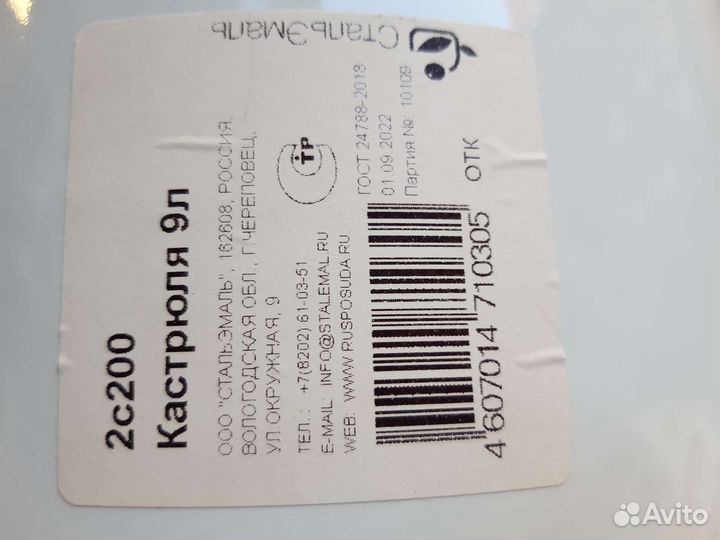 2с200
Кастрюля 9л
ООО "СТАЛЬЭМАЛЬ", 162608, РОССИЯ,
ВОЛОГОДСКАЯ ОБЛ., Г.ЧЕРЕПОВЕЦ,
УЛ.ОКРУЖНАЯ, 9
ТЕЛ.: +7(8202) 61-03-51
E-MAIL: INFO@STALEMAL.RU
WEB: WWW.RUSPOSUDA.RU
СТР
ГОСТ 24788-2018
01.09.2022
Партия №: 10109
4 607014 710305
ОТК
СтальЭмаль
Avito